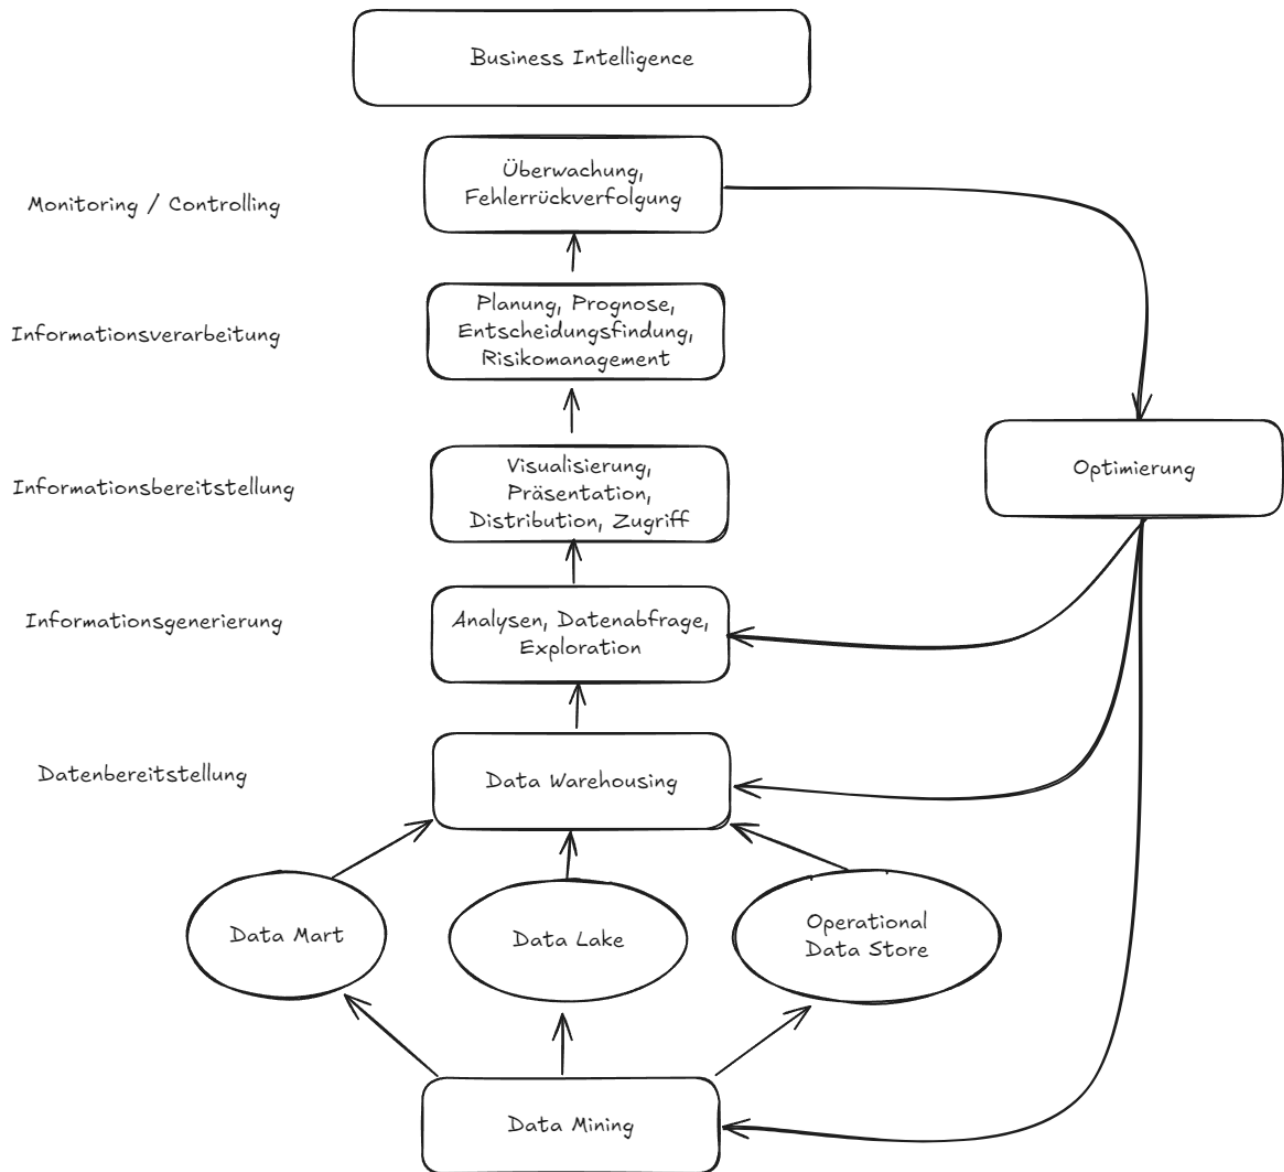 Business Intelligence
Monitoring / Controlling
Überwachung,
Fehlerrückverfolgung
Informationsverarbeitung
Planung, Prognose,
Entscheidungsfindung,
Risikomanagement
Informationsbereitstellung
Visualisierung,
Präsentation,
Distribution, Zugriff
Optimierung
Informationsgenerierung
Analysen, Datenabfrage,
Exploration
Datenbereitstellung
Data Warehousing
Data Mart
Data Lake
Operational
Data Store
Data Mining